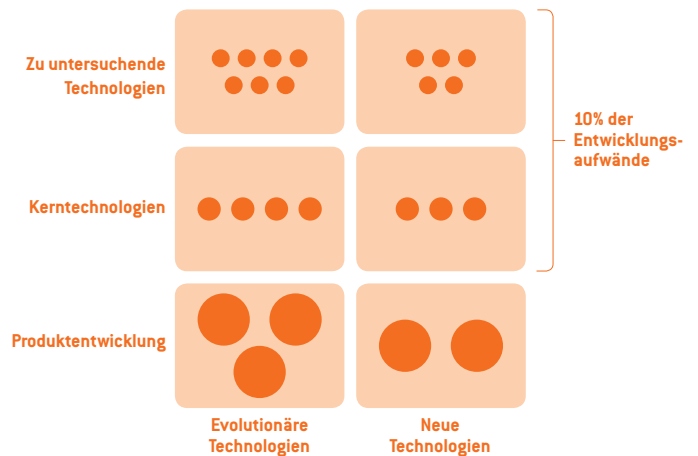 Zu untersuchende
Technologien
10% der
Entwicklungs-
aufwände
Kerntechnologien
Produktentwicklung
Evolutionäre
Technologien
Neue
Technologien